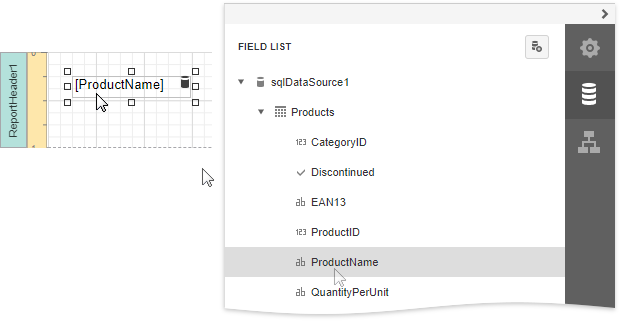 ReportHeader1
[ProductName]
FIELD LIST
sqlDataSource1
Products
123 CategoryID
Discontinued
ab EAN13
123 ProductID
ab ProductName
ab QuantityPerUnit